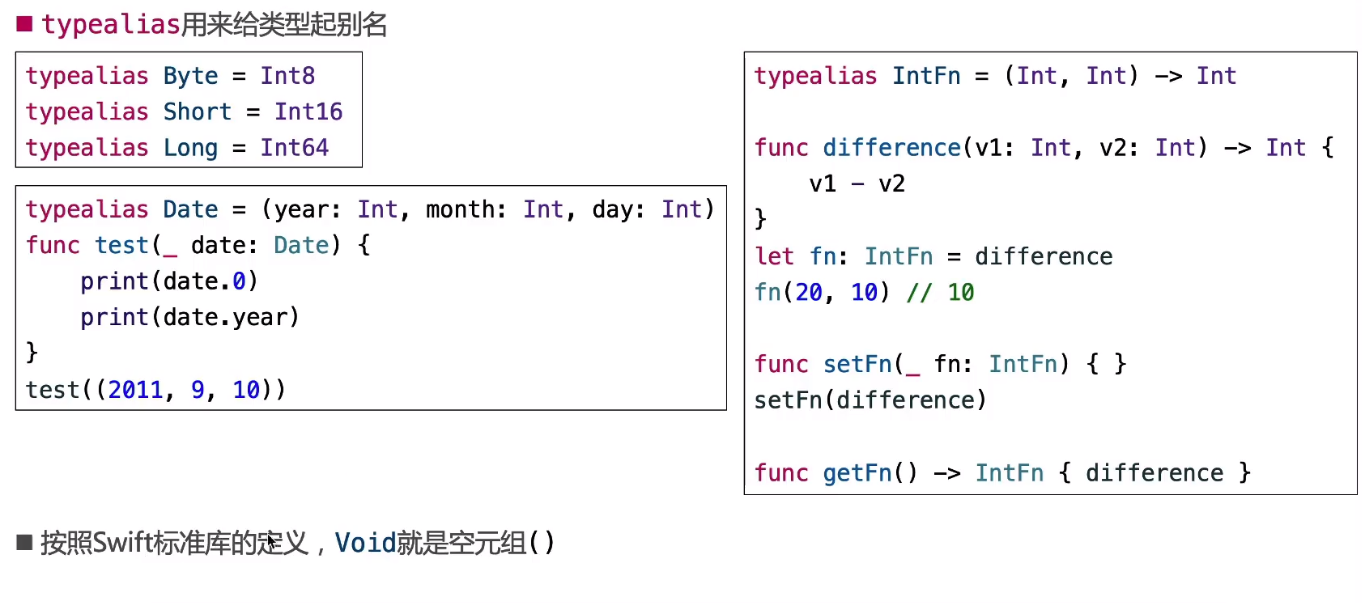 typealias用来给类型起别名
typealias Byte = Int8
typealias Short = Int16
typealias Long = Int64
typealias Date = (year: Int, month: Int, day: Int)
func test(_ date: Date) {
    print(date.0)
    print(date.year)
}
test((2011, 9, 10))
typealias IntFn = (Int, Int) -> Int
func difference(v1: Int, v2: Int) -> Int {
    v1 - v2
}
let fn: IntFn = difference
fn(20, 10) // 10
func setFn(_ fn: IntFn) { }
setFn(difference)
func getFn() -> IntFn { difference }
按照Swift标准库的定义，Void就是空元组()